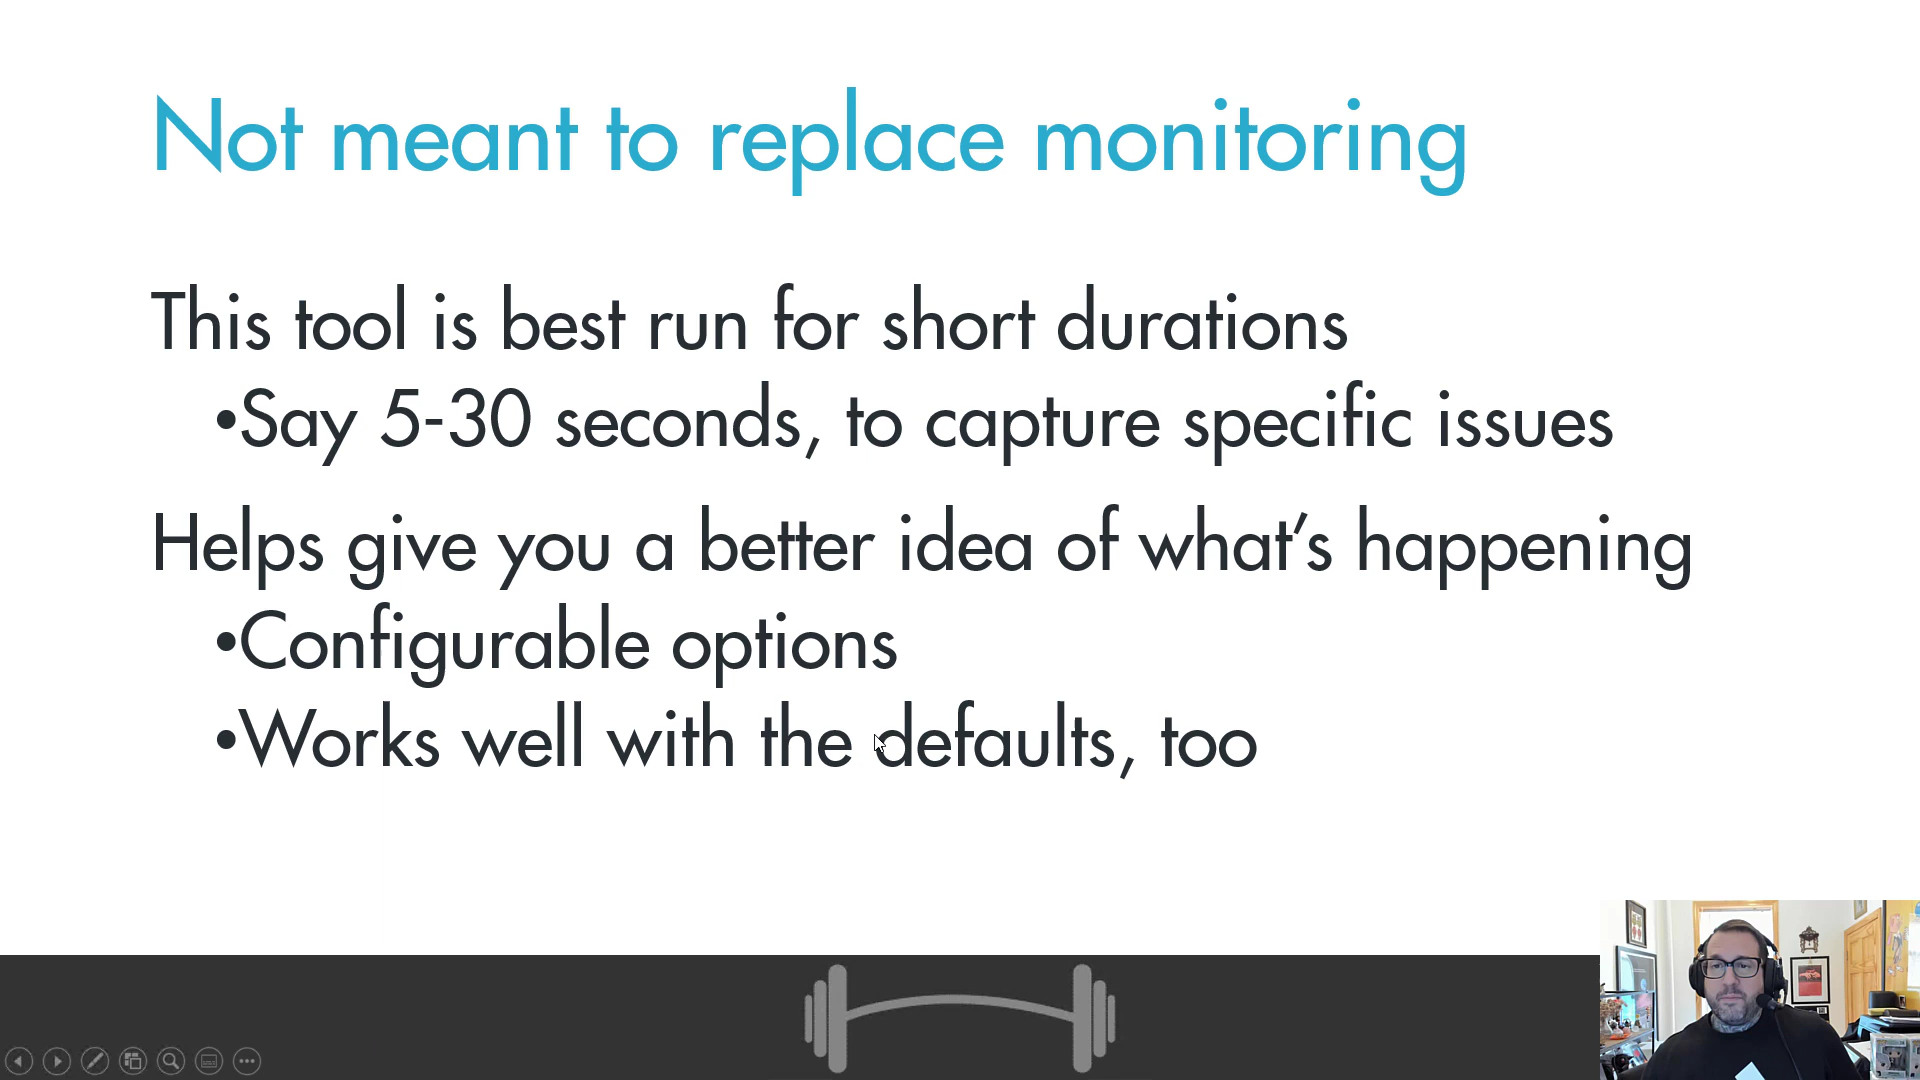 Not meant to replace monitoring
This tool is best run for short durations
•Say 5-30 seconds, to capture specific issues
Helps give you a better idea of what’s happening
•Configurable options
•Works well with the defaults, too